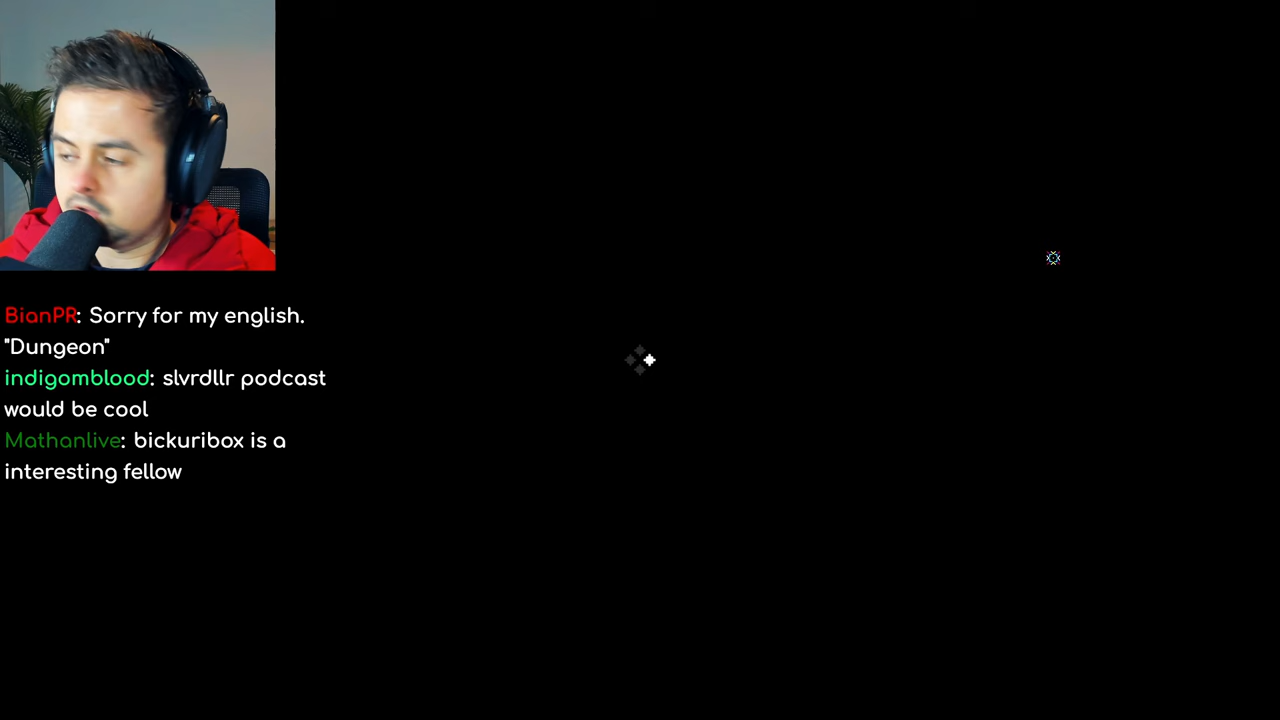 BianPR: Sorry for my english.
"Dungeon"
indigomblood: slvrdllr podcast
would be cool
Mathanlive: bickuribox is a
interesting fellow